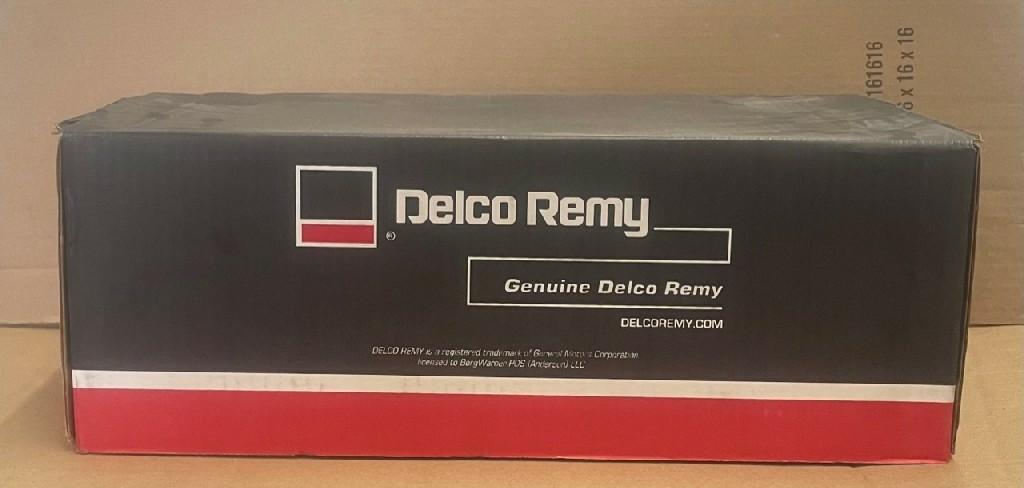 161616
6 x 16 x 16
Delco Remy
®
Genuine Delco Remy
DELCOREMY.COM
DELCO REMY is a registered trademark of General Motors Corporation
licensed to BorgWarner PDS (Anderson) LLC